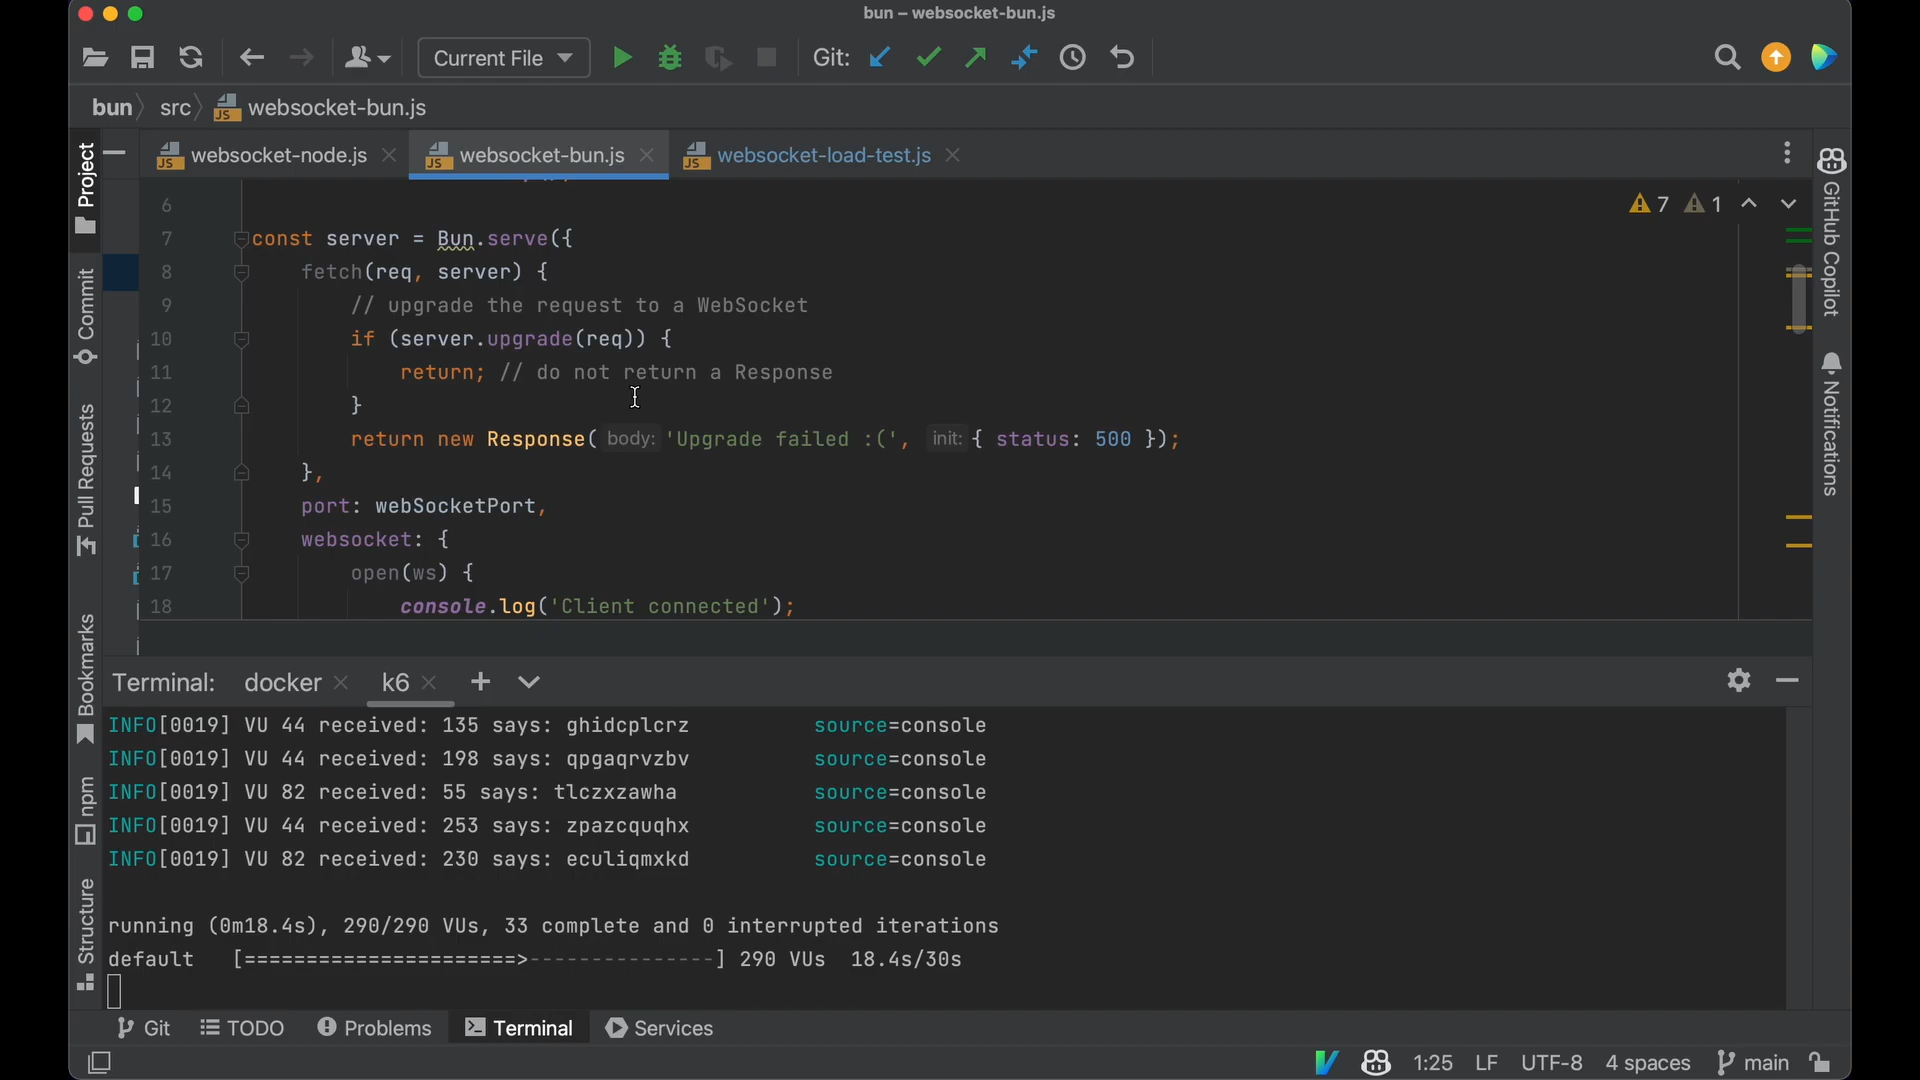 bun – websocket-bun.js
Current File
Git:
bun
src
JS
websocket-bun.js
JS
websocket-node.js
JS
websocket-bun.js
JS
websocket-load-test.js
7
1
6
7 const server = Bun.serve({
8 fetch(req, server) {
9 // upgrade the request to a WebSocket
10 if (server.upgrade(req)) {
11 return; // do not return a Response
12 }
13 return new Response( body: 'Upgrade failed :(', init: { status: 500 });
14 },
15 port: webSocketPort,
16 websocket: {
17 open(ws) {
18 console.log('Client connected');
Project
Commit
Pull Requests
Bookmarks
npm
Structure
GitHub Copilot
Notifications
Terminal:
docker
k6
INFO[0019] VU 44 received: 135 says: ghidcplcrz source=console
INFO[0019] VU 44 received: 198 says: qpgaqrvzbv source=console
INFO[0019] VU 82 received: 55 says: tlczxzawha source=console
INFO[0019] VU 44 received: 253 says: zpazcquqhx source=console
INFO[0019] VU 82 received: 230 says: eculiqmxkd source=console
running (0m18.4s), 290/290 VUs, 33 complete and 0 interrupted iterations
default [======================>---------------] 290 VUs 18.4s/30s
Git
TODO
Problems
Terminal
Services
1:25
LF
UTF-8
4 spaces
main